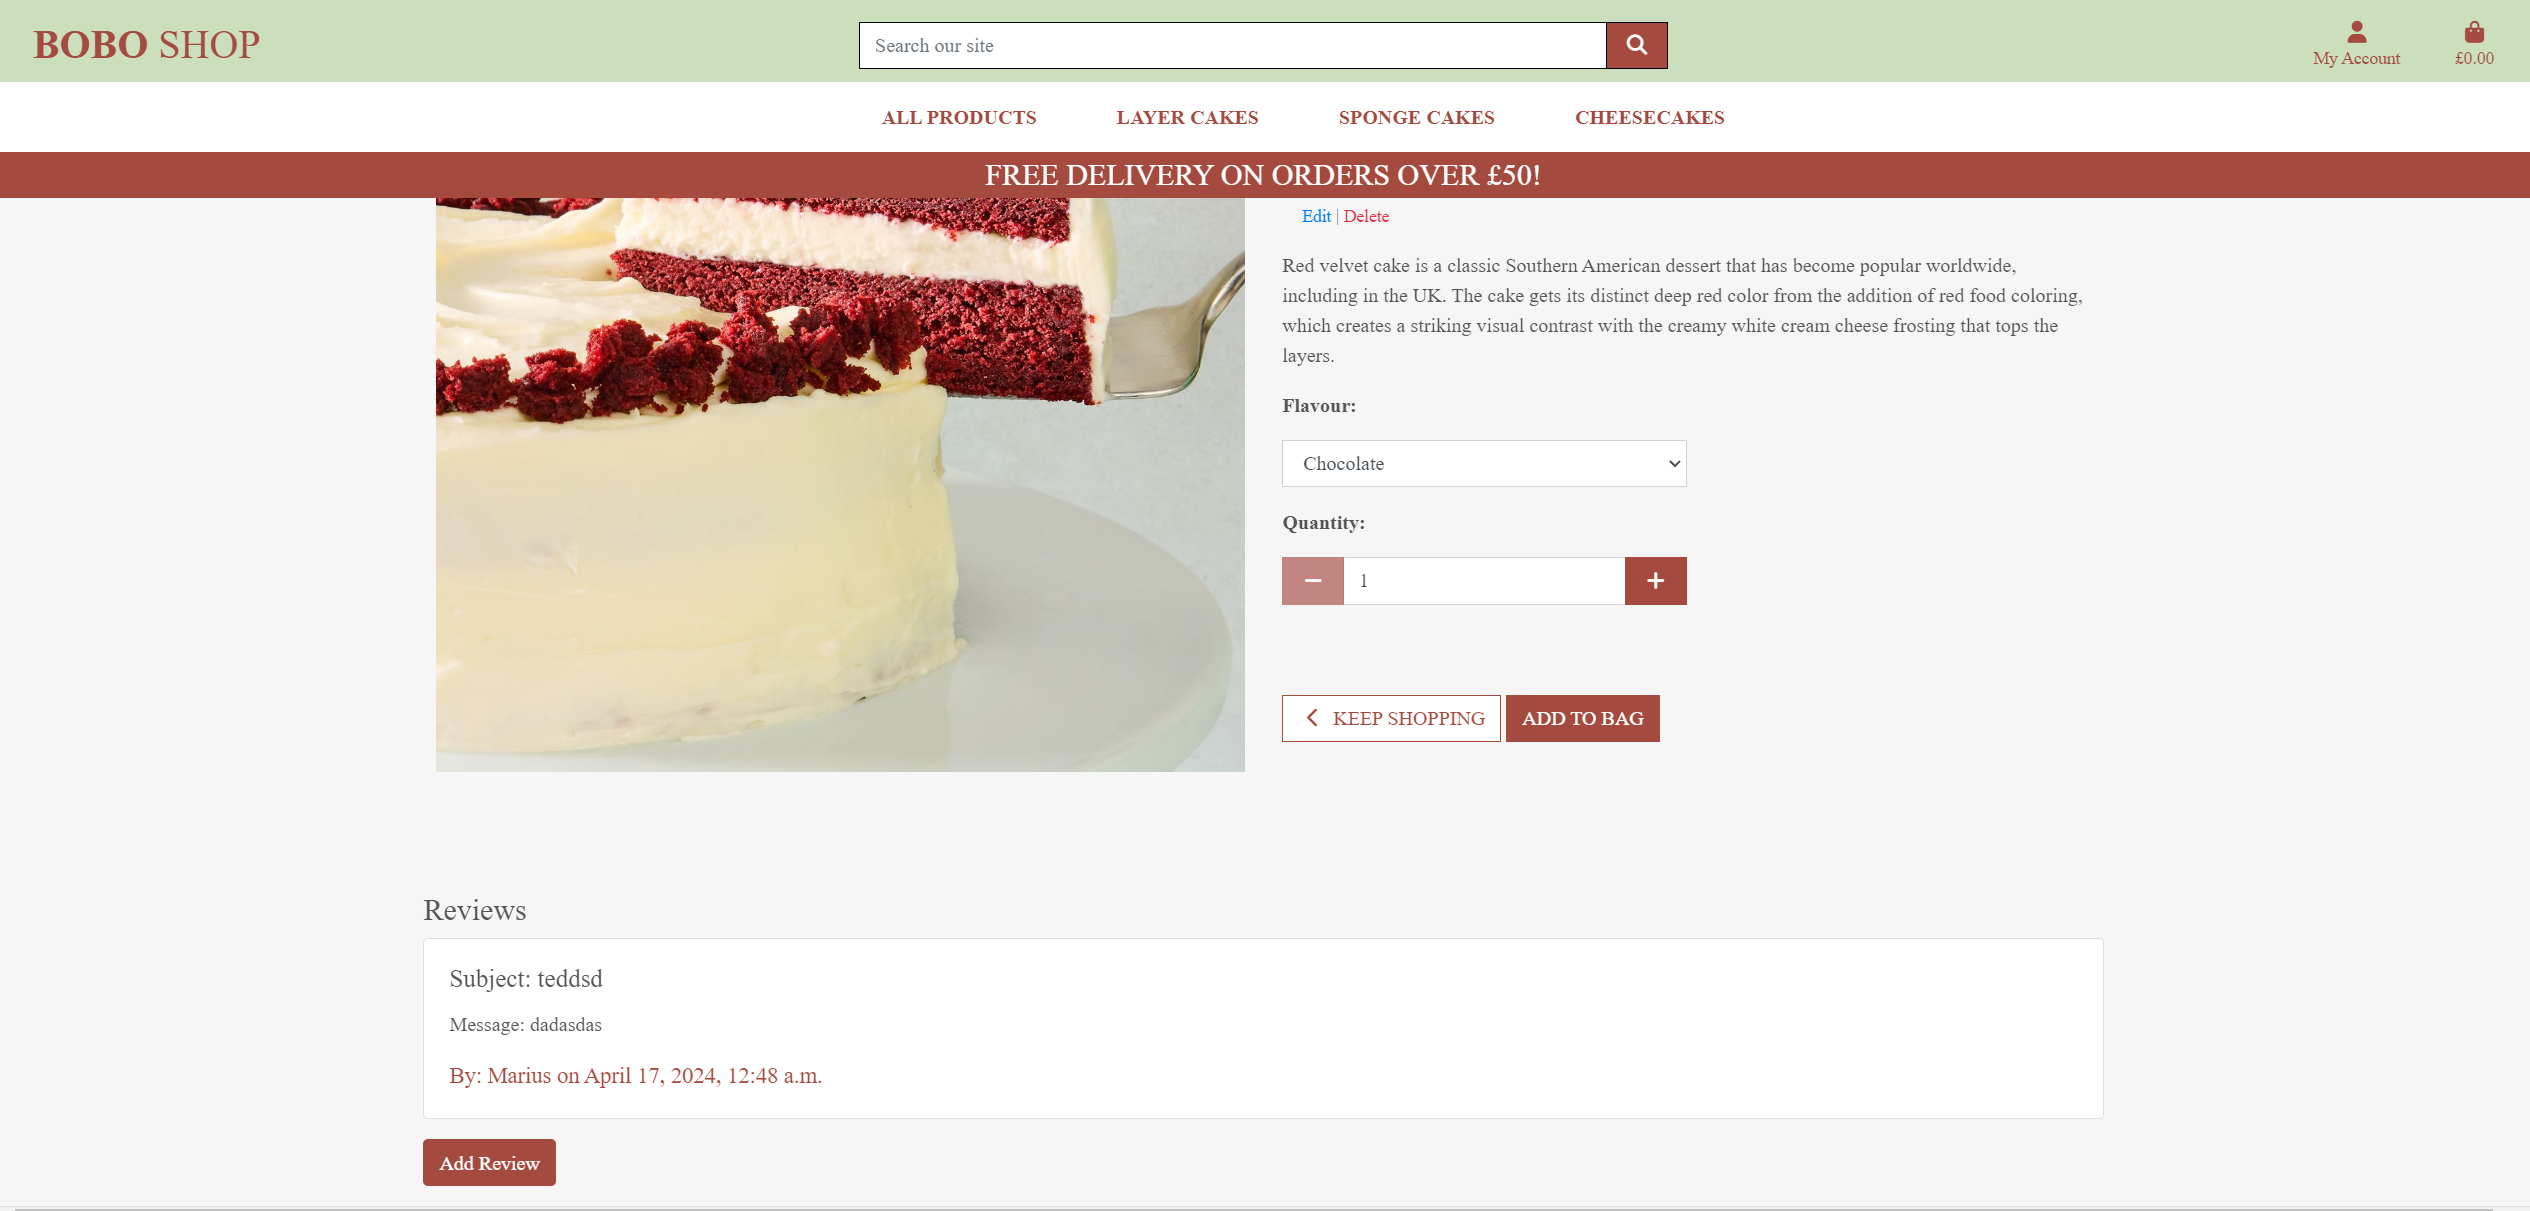 BOBO SHOP
Search our site
My Account
£0.00
ALL PRODUCTS
LAYER CAKES
SPONGE CAKES
CHEESECAKES
FREE DELIVERY ON ORDERS OVER £50!
Edit | Delete
Red velvet cake is a classic Southern American dessert that has become popular worldwide,
including in the UK. The cake gets its distinct deep red color from the addition of red food coloring,
which creates a striking visual contrast with the creamy white cream cheese frosting that tops the
layers.
Flavour:
Chocolate
Quantity:
1
KEEP SHOPPING
ADD TO BAG
Reviews
Subject: teddsd
Message: dadasdas
By: Marius on April 17, 2024, 12:48 a.m.
Add Review